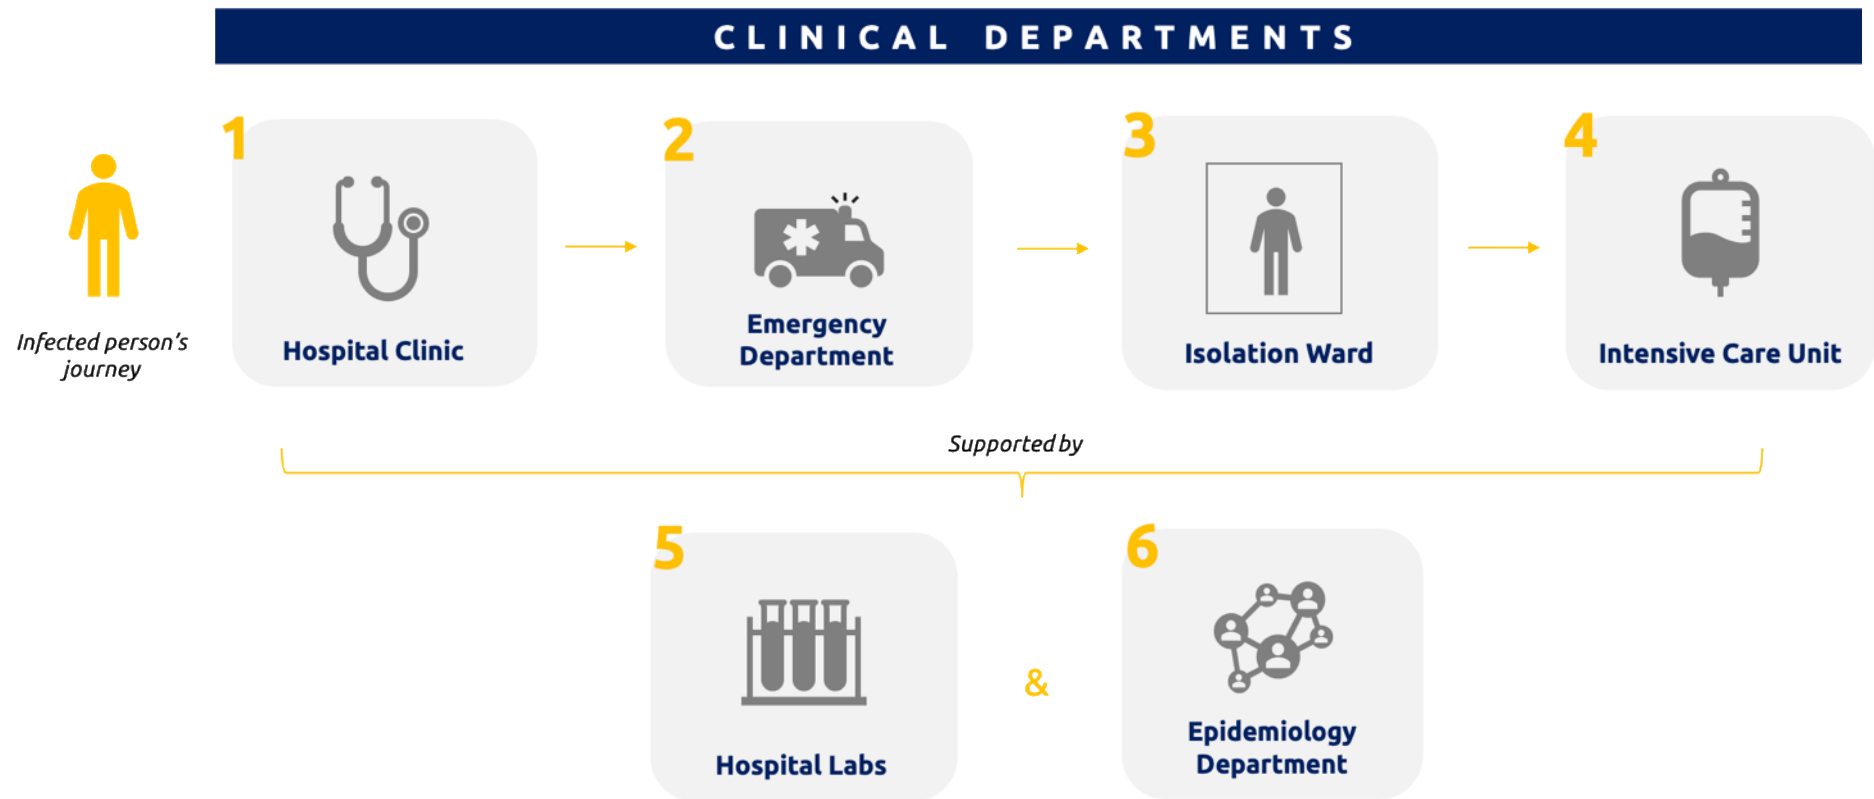 CLINICAL DEPARTMENTS
Infected person's
journey
1
Hospital Clinic
2
Emergency
Department
3
Isolation Ward
4
Intensive Care Unit
Supported by
5
Hospital Labs
&
6
Epidemiology
Department